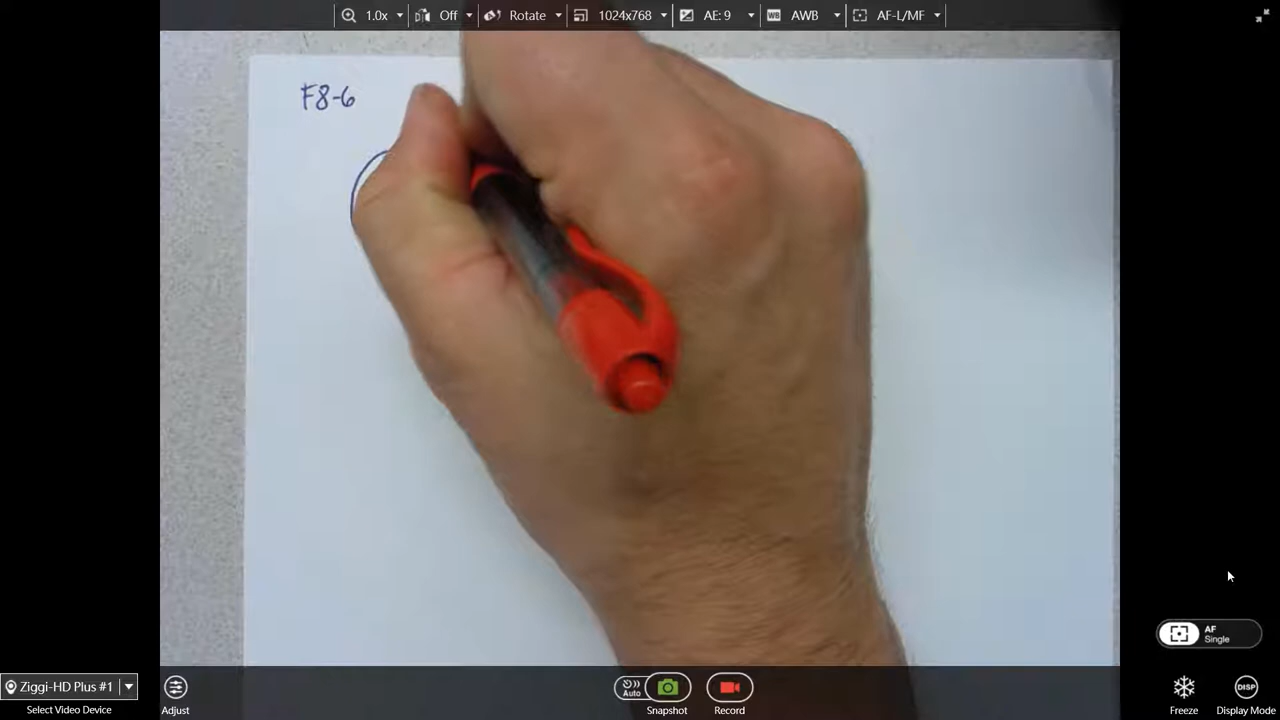 1.0x
Off
Rotate
1024x768
AE: 9
WB
AWB
AF-L/MF
F8-6
AF
Single
Ziggi-HD Plus #1
Select Video Device
Adjust
Auto
Snapshot
Record
Freeze
DISP
Display Mode